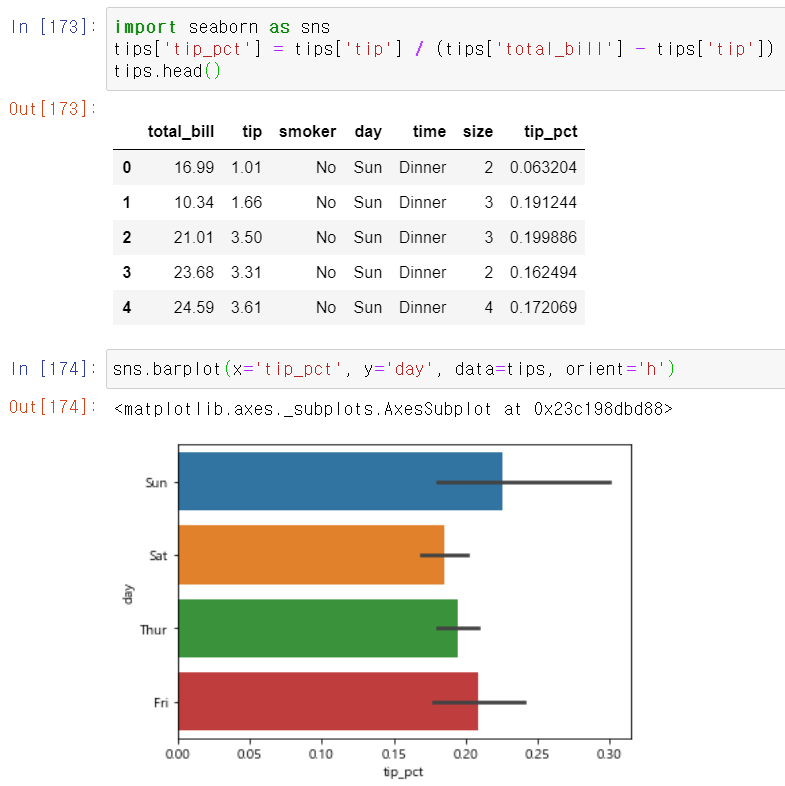 In [173]: import seaborn as sns
tips['tip_pct'] = tips['tip'] / (tips['total_bill'] - tips['tip'])
tips.head()
Out[173]:
total_bill tip smoker day time size tip_pct
0 16.99 1.01 No Sun Dinner 2 0.063204
1 10.34 1.66 No Sun Dinner 3 0.191244
2 21.01 3.50 No Sun Dinner 3 0.199886
3 23.68 3.31 No Sun Dinner 2 0.162494
4 24.59 3.61 No Sun Dinner 4 0.172069
In [174]: sns.barplot(x='tip_pct', y='day', data=tips, orient='h')
Out[174]: <matplotlib.axes._subplots.AxesSubplot at 0x23c198dbd88>
Sun
Sat
day
Thur
Fri
0.00 0.05 0.10 0.15 0.20 0.25 0.30
tip_pct